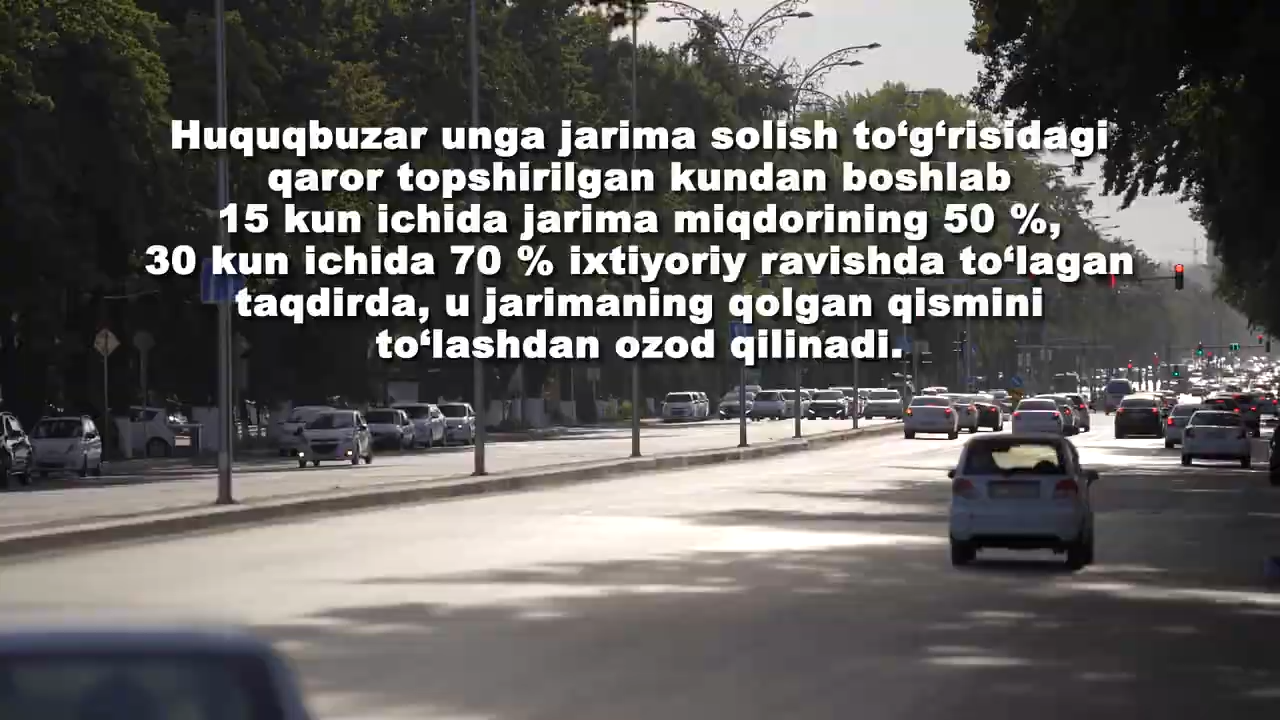 Huquqbuzar unga jarima solish to‘g‘risidagi
qaror topshirilgan kundan boshlab
15 kun ichida jarima miqdorining 50 %,
30 kun ichida 70 % ixtiyoriy ravishda to‘lagan
taqdirda, u jarimaning qolgan qismini
to‘lashdan ozod qilinadi.